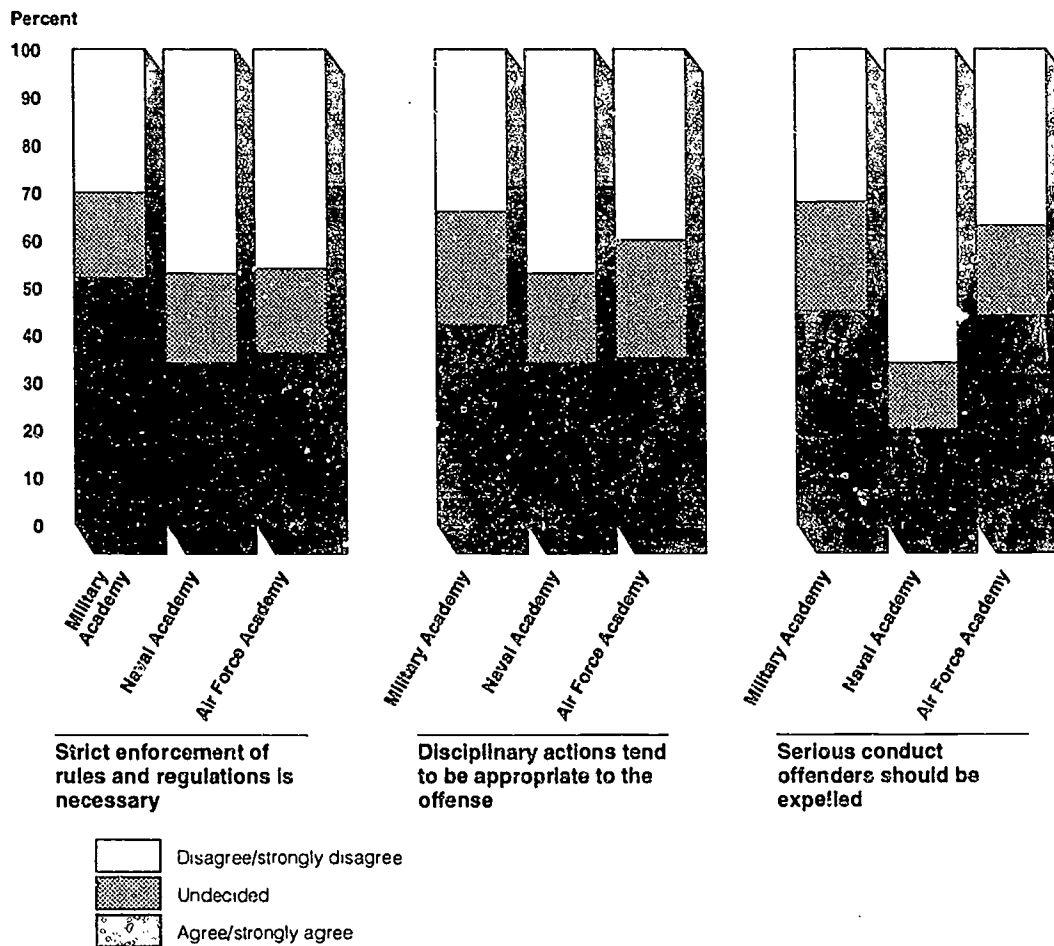 Percent
100
90
80
70
60
50
40
30
20
10
0
Military
Academy
Naval Academy
Air Force Academy
Military Academy
Naval Academy
Air Force Academy
Military Academy
Naval Academy
Air Force Academy
Strict enforcement of
rules and regulations is
necessary
Disciplinary actions tend
to be appropriate to the
offense
Serious conduct
offenders should be
expelled
Disagree/strongly disagree
Undecided
Agree/strongly agree